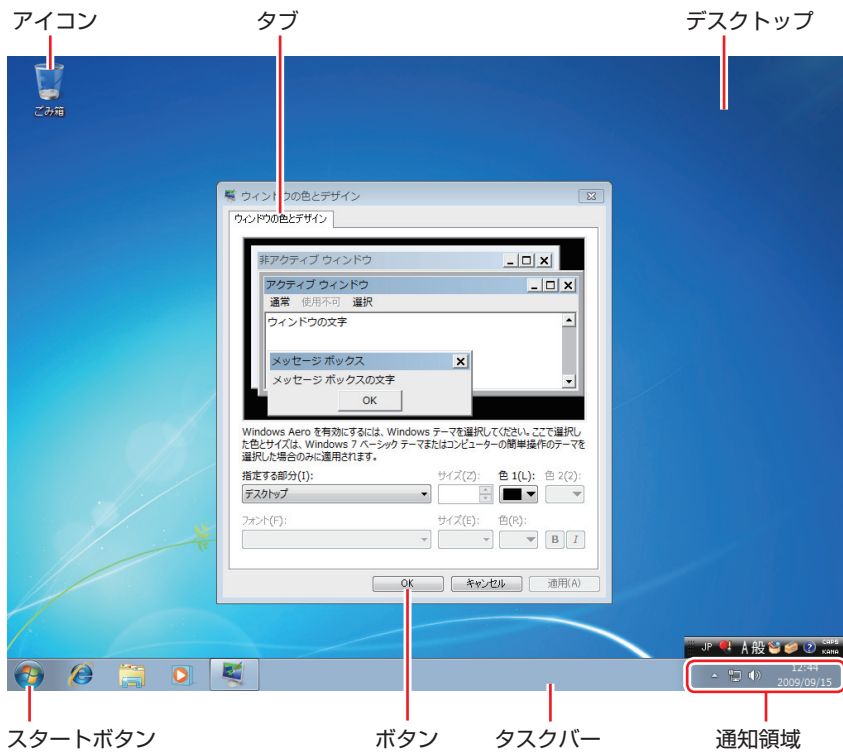 アイコン
タブ
デスクトップ
ごみ箱
ウィンドウの色とデザイン
ウィンドウの色とデザイン
非アクティブ ウィンドウ
アクティブ ウィンドウ
通常 使用不可 選択
ウィンドウの文字
メッセージ ボックス
メッセージ ボックスの文字
OK
Windows Aero を有効にするには、Windows テーマを選択してください。ここで選択し
た色とサイズは、Windows 7 ベーシック テーマまたはコンピューターの簡単操作のテーマを
選択した場合のみに適用されます。
指定する部分(I): サイズ(Z): 色 1(L): 色 2(2):
デスクトップ
フォント(F): サイズ(E): 色(R):
B I
OK キャンセル 適用(A)
JP A 般 CAPS
KANA
12:44
2009/09/15
スタートボタン
ボタン
タスクバー
通知領域